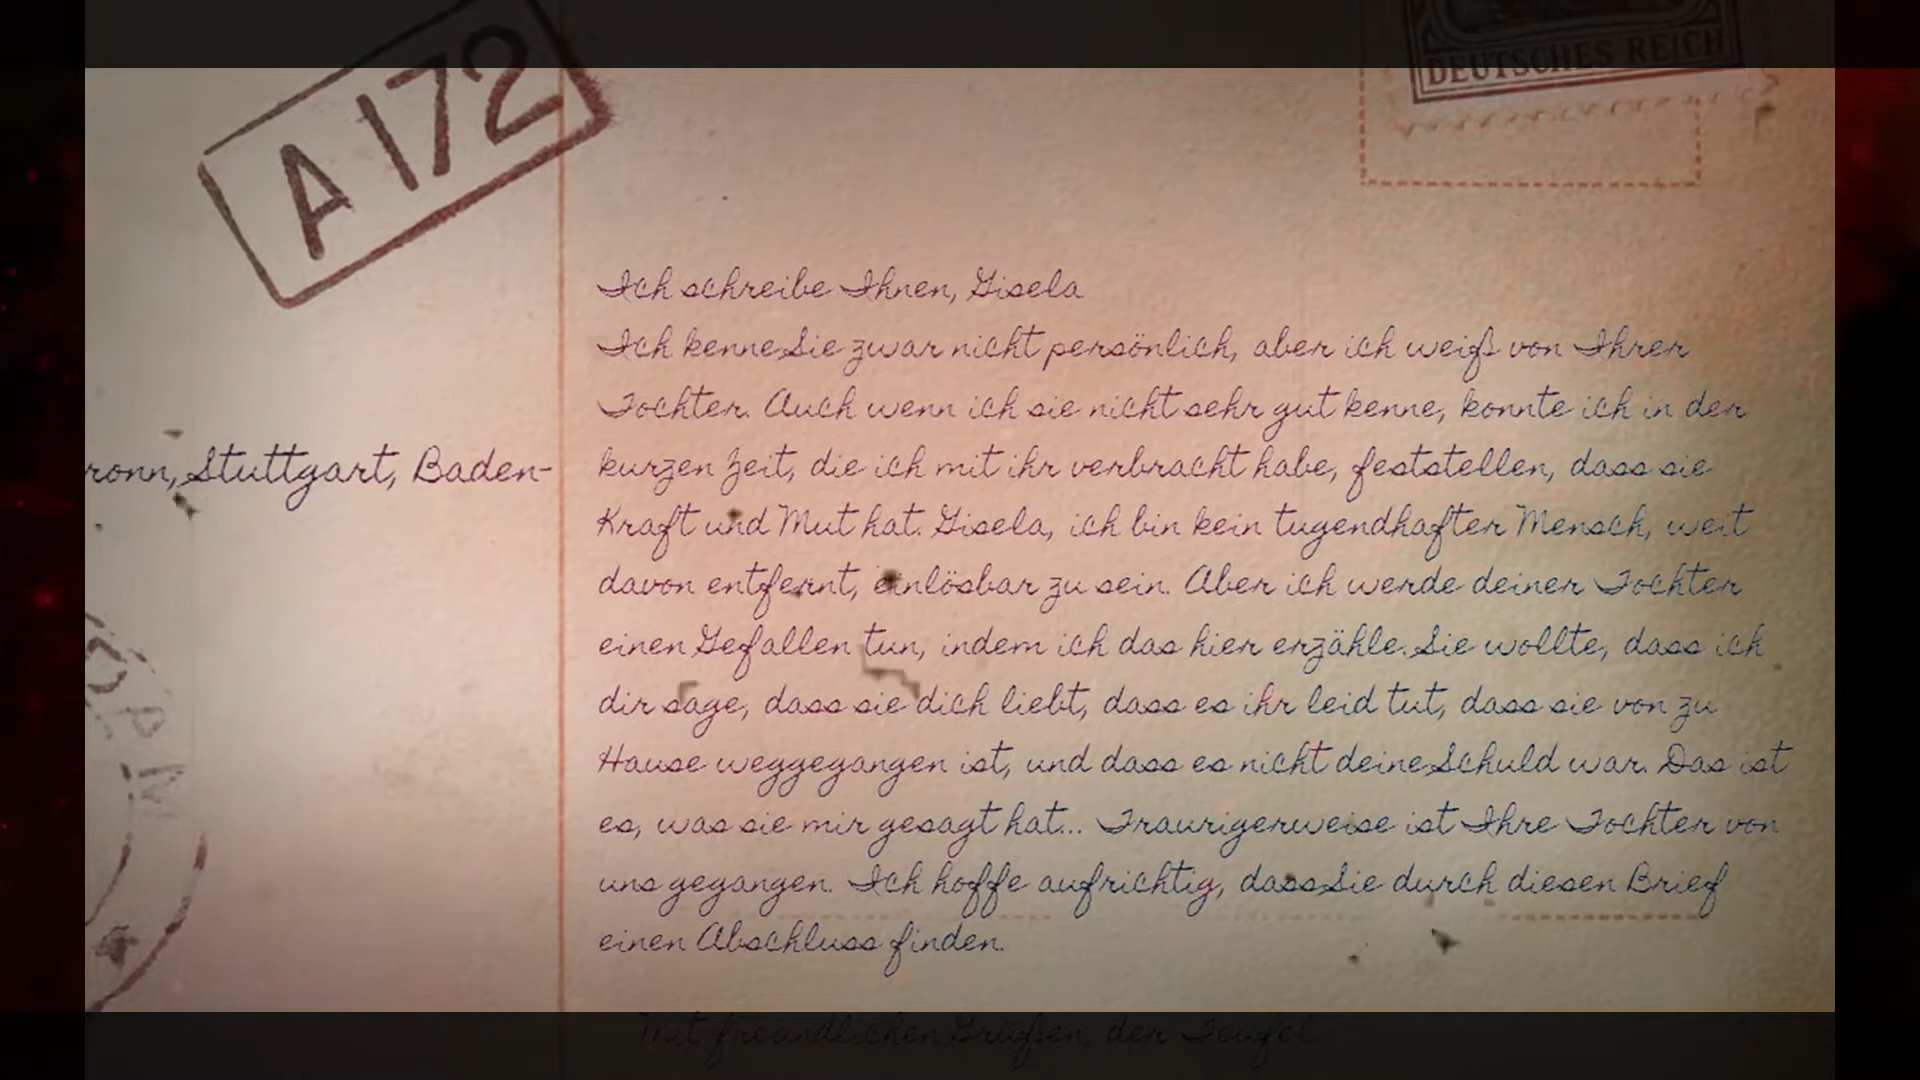 A172
DEUTSCHES REICH
Ich schreibe Ihnen, Gisela
Ich kenne Sie zwar nicht persönlich, aber ich weiß von Ihrer
Tochter. Auch wenn ich sie nicht sehr gut kenne, konnte ich in der
kurzen Zeit, die ich mit ihr verbracht habe, feststellen, dass sie
Kraft und Mut hat. Gisela, ich bin kein tugendhafter Mensch, weit
davon entfernt, einlösbar zu sein. Aber ich werde deiner Tochter
einen Gefallen tun, indem ich das hier erzähle. Sie wollte, dass ich
dir sage, dass sie dich liebt, dass es ihr leid tut, dass sie von zu
Hause weggegangen ist, und dass es nicht deine Schuld war. Das ist
es, was sie mir gesagt hat... Traurigerweise ist Ihre Tochter von
uns gegangen. Ich hoffe aufrichtig, dass Sie durch diesen Brief
einen Abschluss finden.
Mit freundlichen Grüßen, der Teufel
ronn, Stuttgart, Baden-